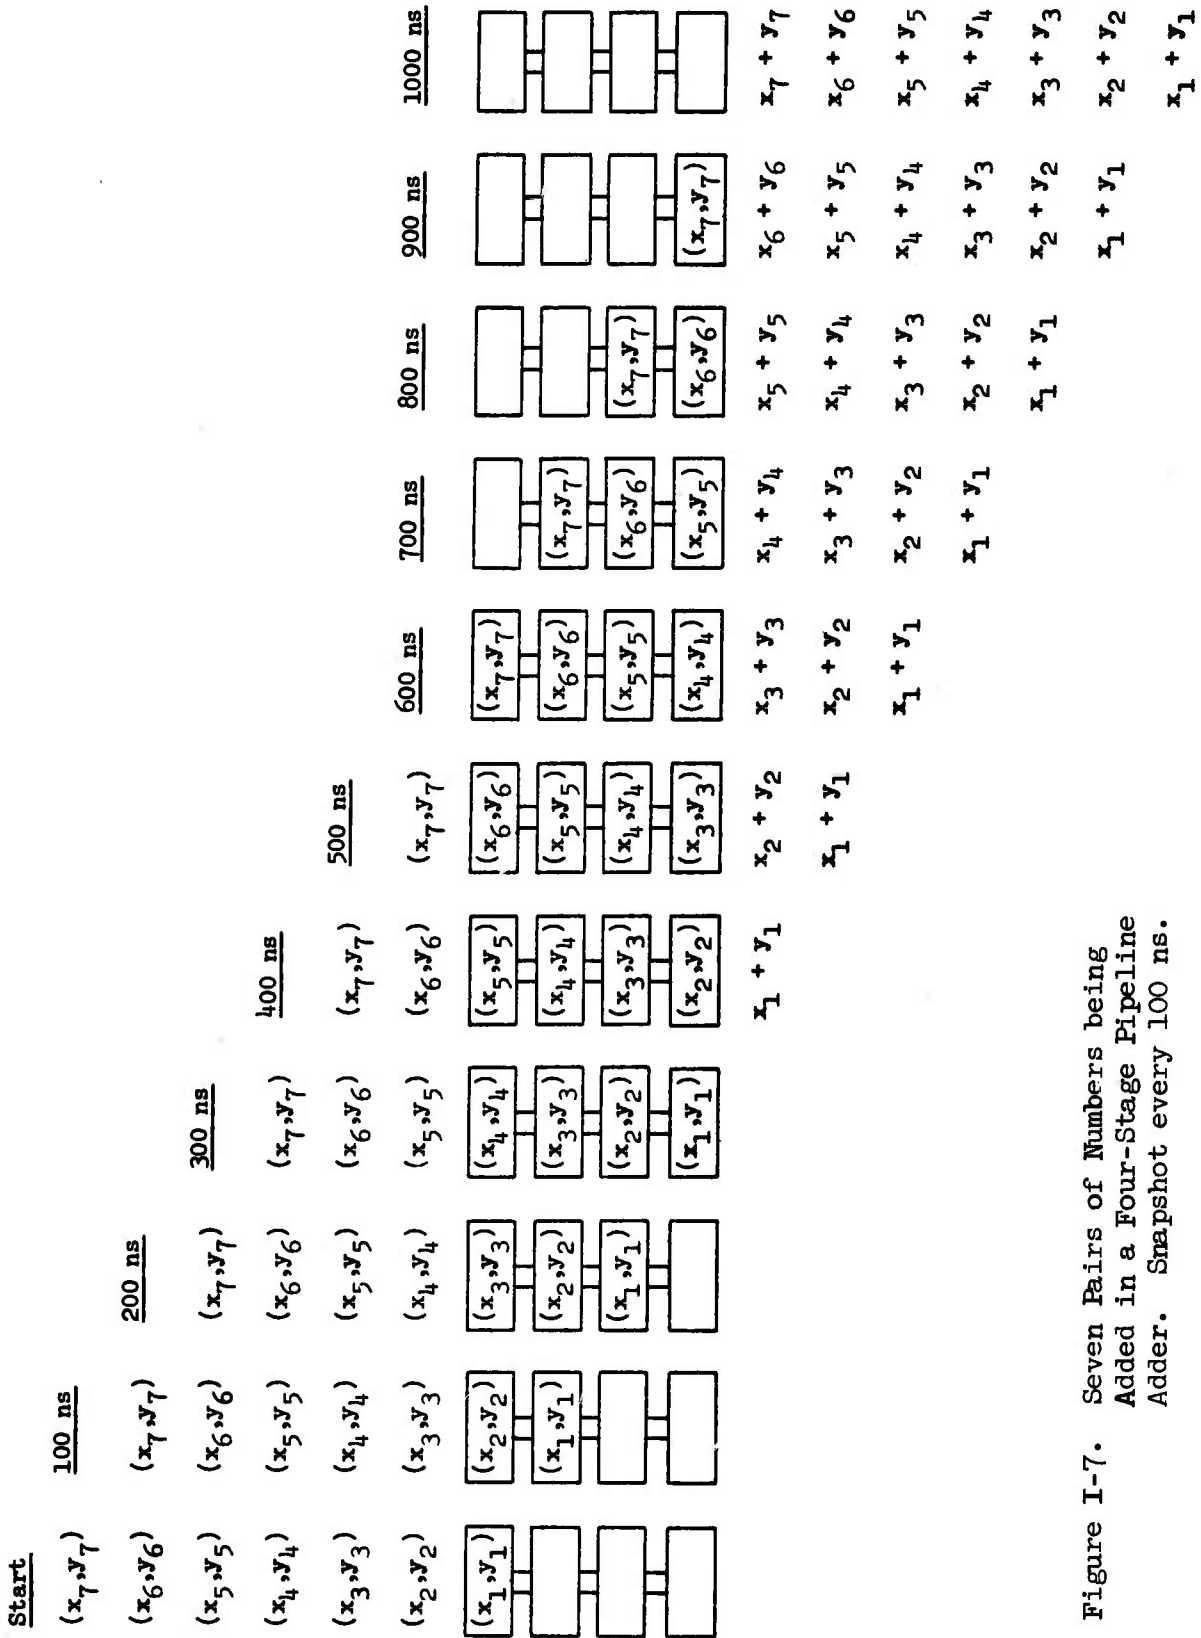 Start
(x₇,y₇)
(x₆,y₆)
(x₅,y₅)
(x₄,y₄)
(x₃,y₃)
(x₂,y₂)
(x₁,y₁)
100 ns
(x₇,y₇)
(x₆,y₆)
(x₅,y₅)
(x₄,y₄)
(x₃,y₃)
(x₂,y₂)
(x₁,y₁)
200 ns
(x₇,y₇)
(x₆,y₆)
(x₅,y₅)
(x₄,y₄)
(x₃,y₃)
(x₂,y₂)
(x₁,y₁)
300 ns
(x₇,y₇)
(x₆,y₆)
(x₅,y₅)
(x₄,y₄)
(x₃,y₃)
(x₂,y₂)
(x₁,y₁)
400 ns
(x₇,y₇)
(x₆,y₆)
(x₅,y₅)
(x₄,y₄)
(x₃,y₃)
(x₂,y₂)
x₁ + y₁
500 ns
(x₇,y₇)
(x₆,y₆)
(x₅,y₅)
(x₄,y₄)
(x₃,y₃)
x₂ + y₂
x₁ + y₁
600 ns
(x₇,y₇)
(x₆,y₆)
(x₅,y₅)
(x₄,y₄)
x₃ + y₃
x₂ + y₂
x₁ + y₁
700 ns
(x₇,y₇)
(x₆,y₆)
(x₅,y₅)
x₄ + y₄
x₃ + y₃
x₂ + y₂
x₁ + y₁
800 ns
(x₇,y₇)
(x₆,y₆)
x₅ + y₅
x₄ + y₄
x₃ + y₃
x₂ + y₂
x₁ + y₁
900 ns
(x₇,y₇)
x₆ + y₆
x₅ + y₅
x₄ + y₄
x₃ + y₃
x₂ + y₂
x₁ + y₁
1000 ns
x₇ + y₇
x₆ + y₆
x₅ + y₅
x₄ + y₄
x₃ + y₃
x₂ + y₂
x₁ + y₁
Figure I-7. Seven Pairs of Numbers being
Added in a Four-Stage Pipeline
Adder. Snapshot every 100 ns.